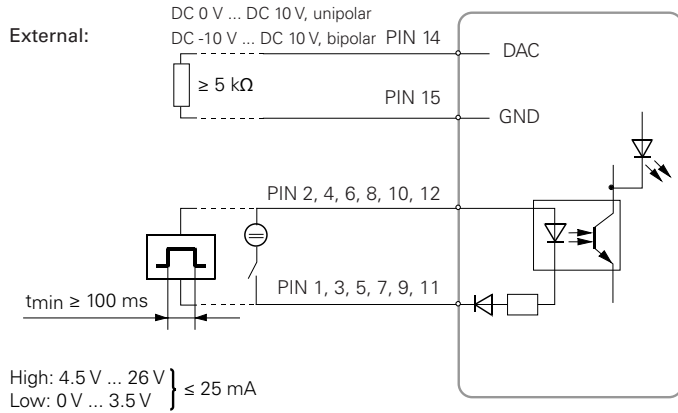 DC 0 V ... DC 10 V, unipolar
External:
DC -10 V ... DC 10 V, bipolar PIN 14
DAC
≥ 5 kΩ
PIN 15
GND
PIN 2, 4, 6, 8, 10, 12
PIN 1, 3, 5, 7, 9, 11
tmin ≥ 100 ms
High: 4.5 V ... 26 V
Low: 0 V ... 3.5 V
≤ 25 mA